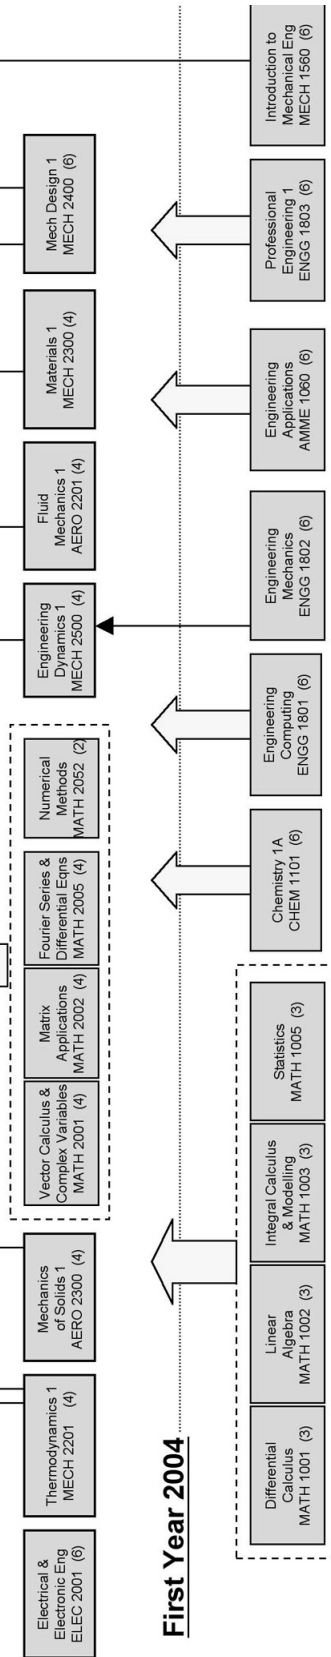 Electrical &
Electronic Eng
ELEC 2001 (6)
Thermodynamics 1
MECH 2201 (4)
Mechanics
of Solids 1
AERO 2300 (4)
Vector Calculus &
Complex Variables
MATH 2001 (4)
Matrix
Applications
MATH 2002 (4)
Fourier Series &
Differential Eqns
MATH 2005 (4)
Numerical
Methods
MATH 2052 (2)
Engineering
Dynamics 1
MECH 2500 (4)
Fluid
Mechanics 1
AERO 2201 (4)
Materials 1
MECH 2300 (4)
Mech Design 1
MECH 2400 (6)
First Year 2004
Differential
Calculus
MATH 1001 (3)
Linear
Algebra
MATH 1002 (3)
Integral Calculus
& Modelling
MATH 1003 (3)
Statistics
MATH 1005 (3)
Chemistry 1A
CHEM 1101 (6)
Engineering
Computing
ENGG 1801 (6)
Engineering
Mechanics
ENGG 1802 (6)
Engineering
Applications
AMME 1060 (6)
Professional
Engineering 1
ENGG 1803 (6)
Introduction to
Mechanical Eng
MECH 1560 (6)